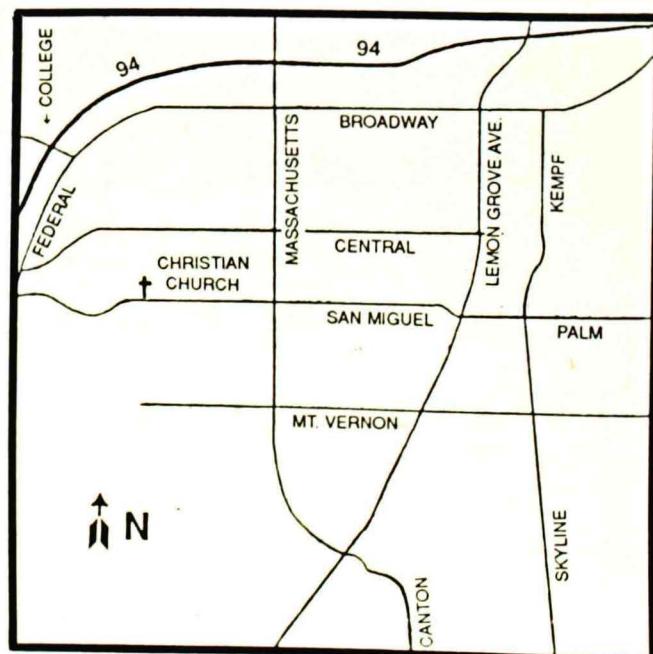 ← COLLEGE
94
94
BROADWAY
MASSACHUSETTS
LEMON GROVE AVE.
KEMPF
FEDERAL
CENTRAL
CHRISTIAN
CHURCH
SAN MIGUEL
PALM
MT. VERNON
N
SKYLINE
CANTON